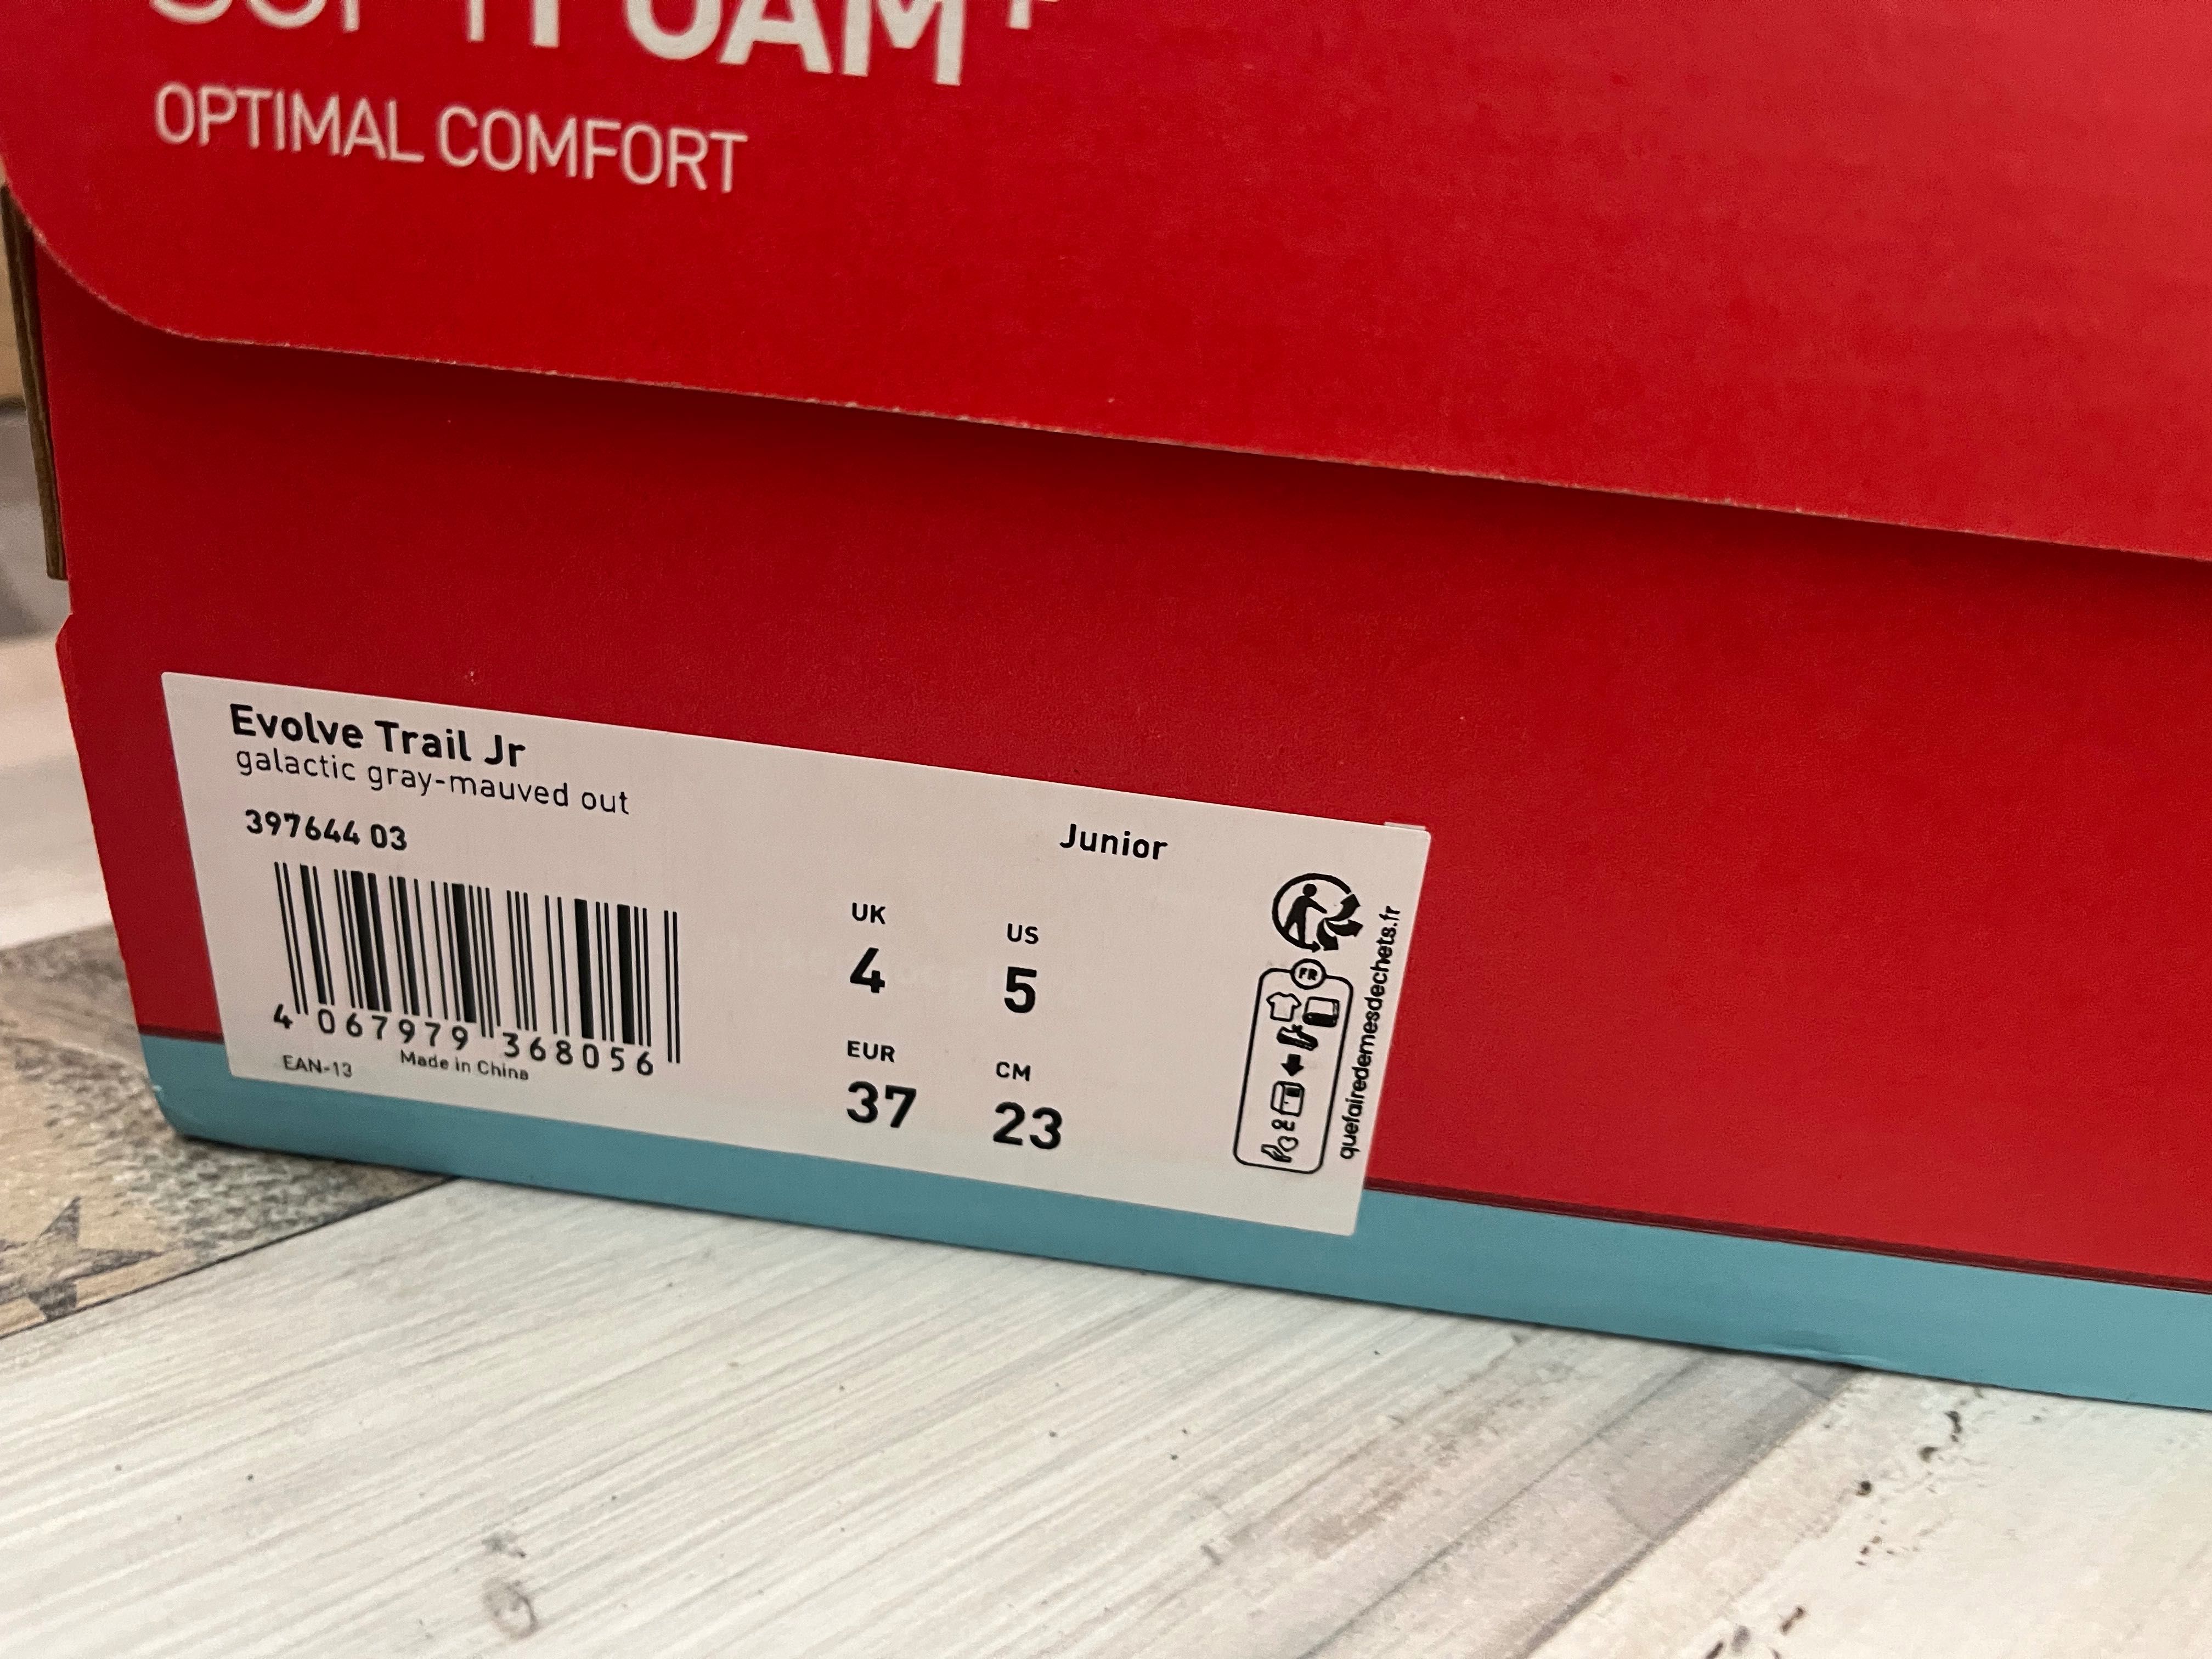 SOFTFOAM+
OPTIMAL COMFORT
Evolve Trail Jr
galactic gray-mauved out
397644 03
Junior
UK
4
US
5
EUR
37
CM
23
4 067979 368056
EAN-13
Made in China
FR
quefairedemesdechets.fr